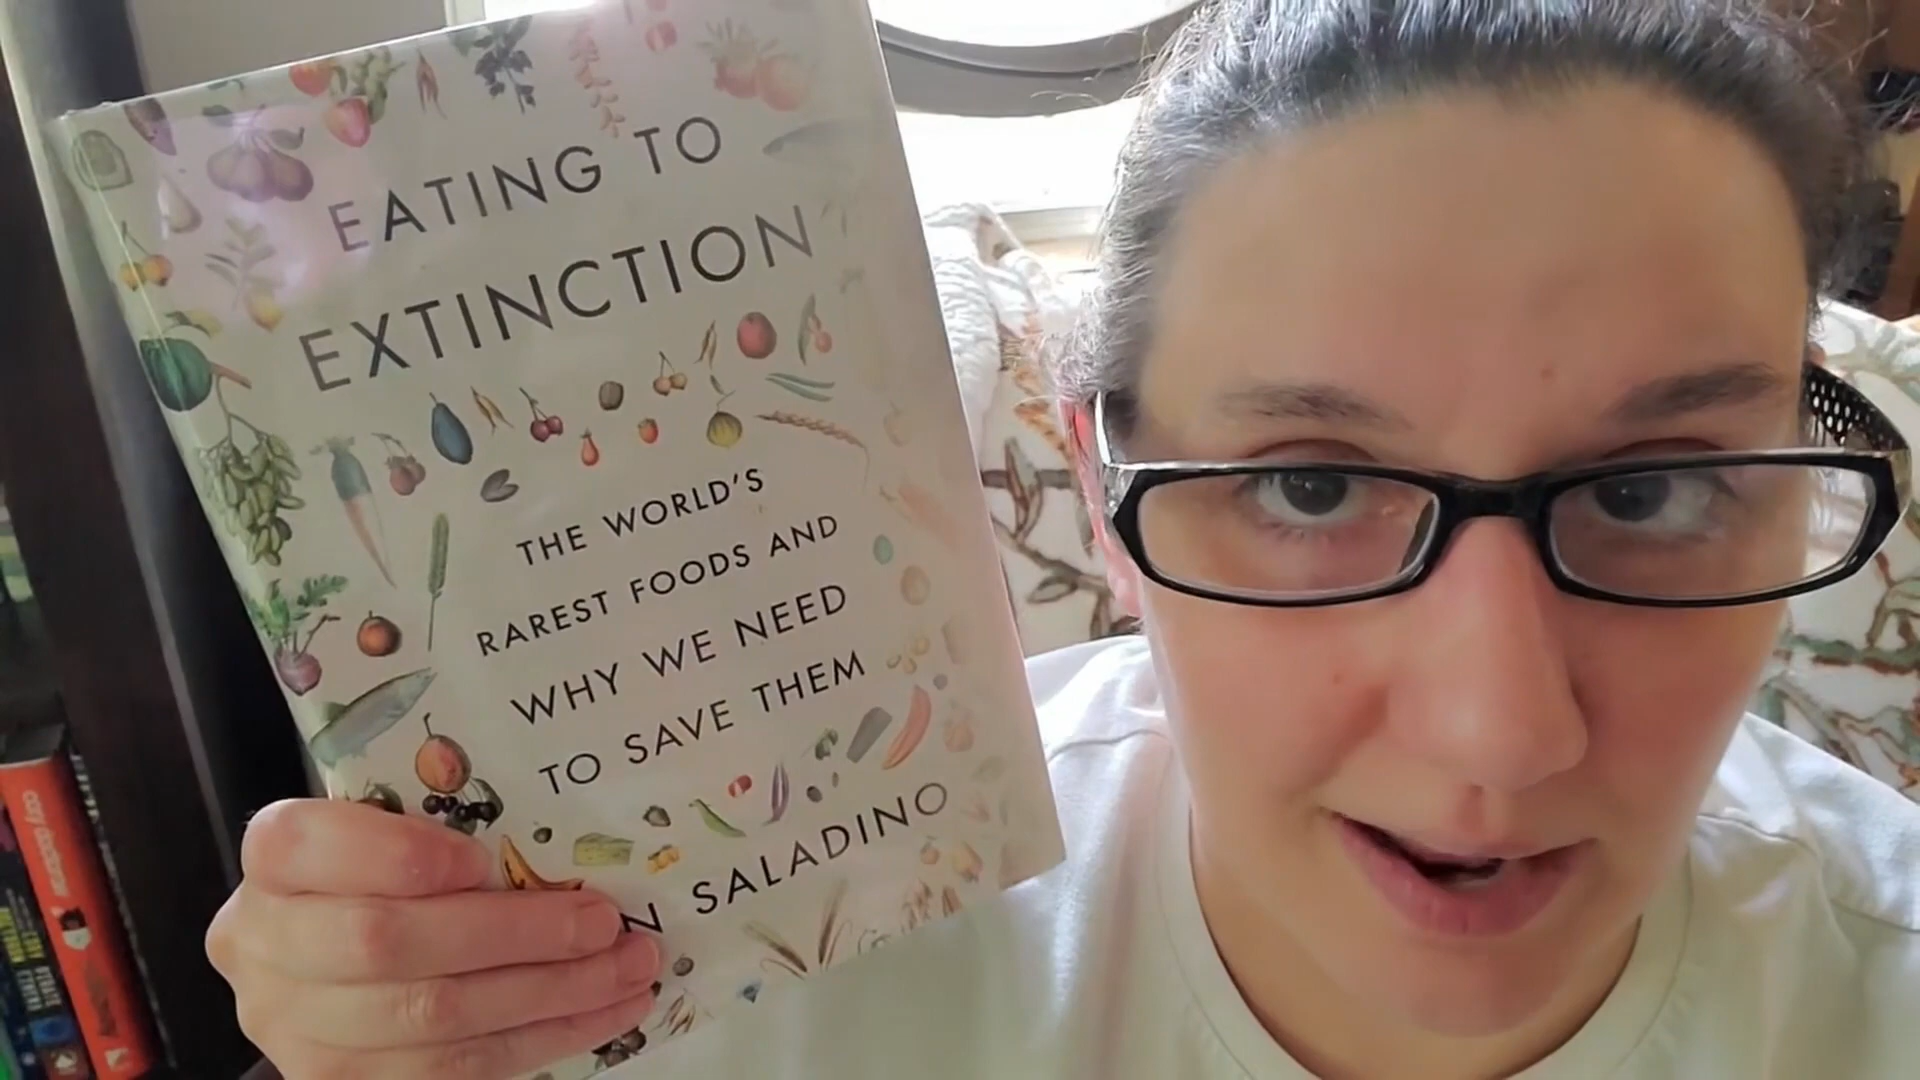 EATING TO
EXTINCTION
THE WORLD'S
RAREST FOODS AND
WHY WE NEED
TO SAVE THEM
N SALADINO